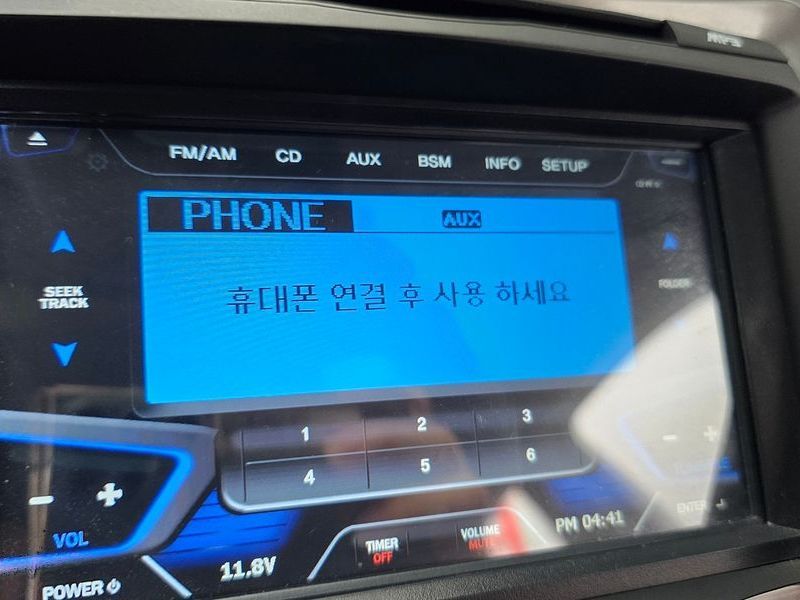 FM/AM CD AUX BSM INFO SETUP
PHONE AUX
SEEK
TRACK
FOLDER
휴대폰 연결 후 사용 하세요
1 2 3
4 5 6
- +
- +
VOL
ENTER
POWER
11.8V
TIMER
OFF
VOLUME
MUTE
PM 04:41